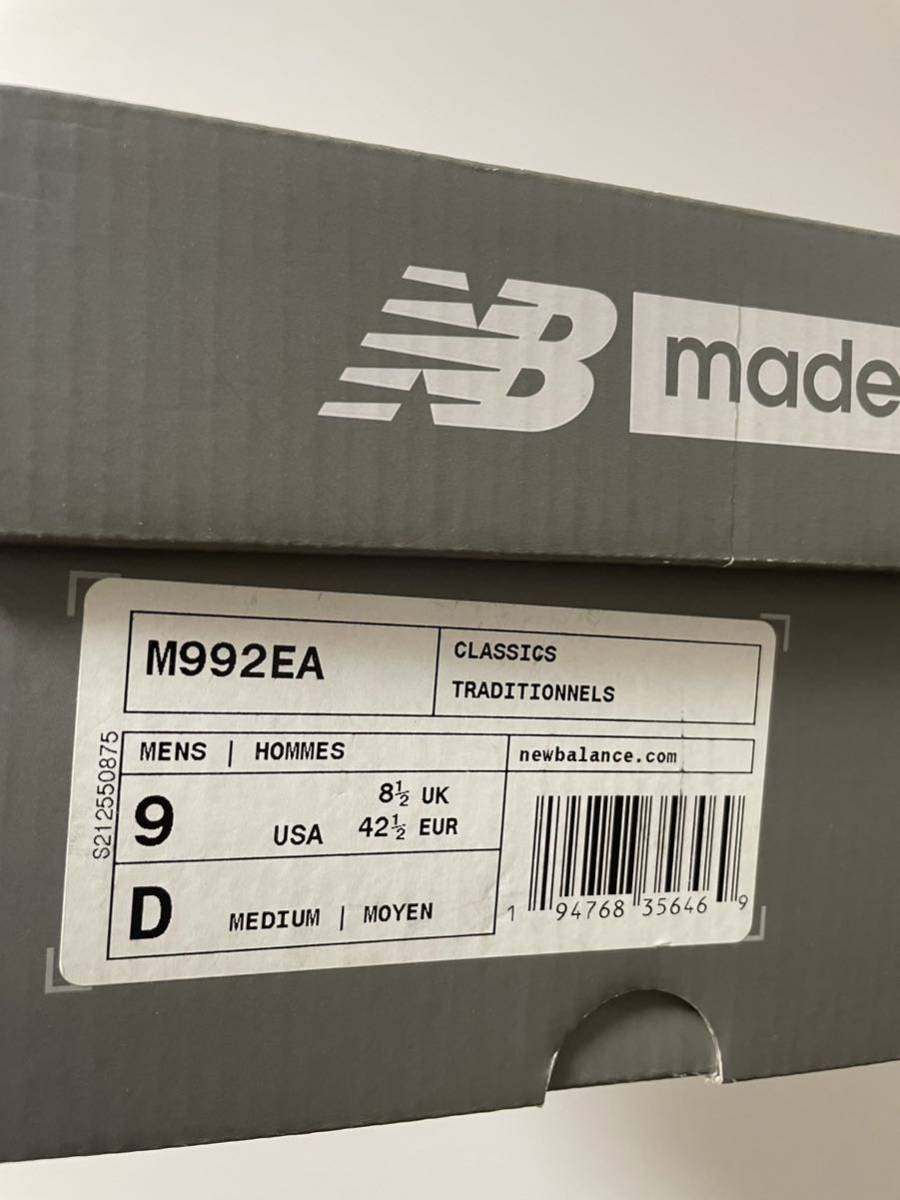 NB made
M992EA
CLASSICS
TRADITIONNELS
S212550875
MENS | HOMMES
newbalance.com
9 USA
8½ UK
42½ EUR
D MEDIUM | MOYEN
1 94768 35646 9